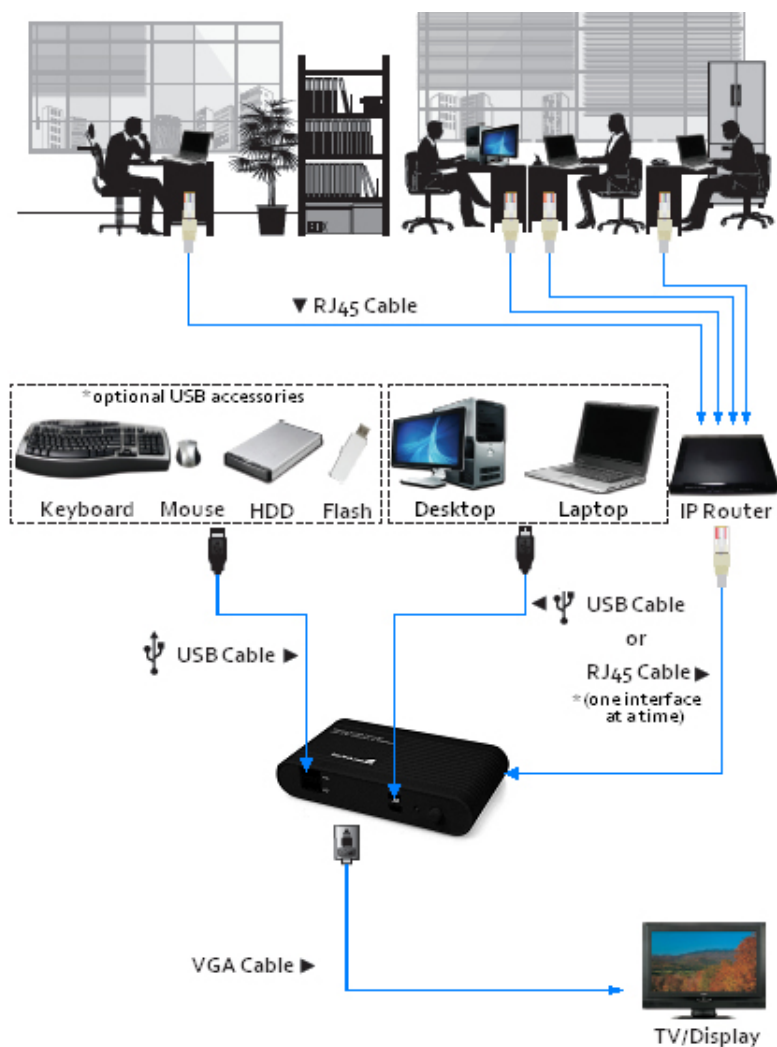 ▼ RJ45 Cable
*optional USB accessories
Keyboard Mouse HDD Flash
Desktop Laptop
IP Router
◄ USB Cable
or
USB Cable ►
RJ45 Cable ►
*(one interface
at a time)
VGA Cable ►
TV/Display